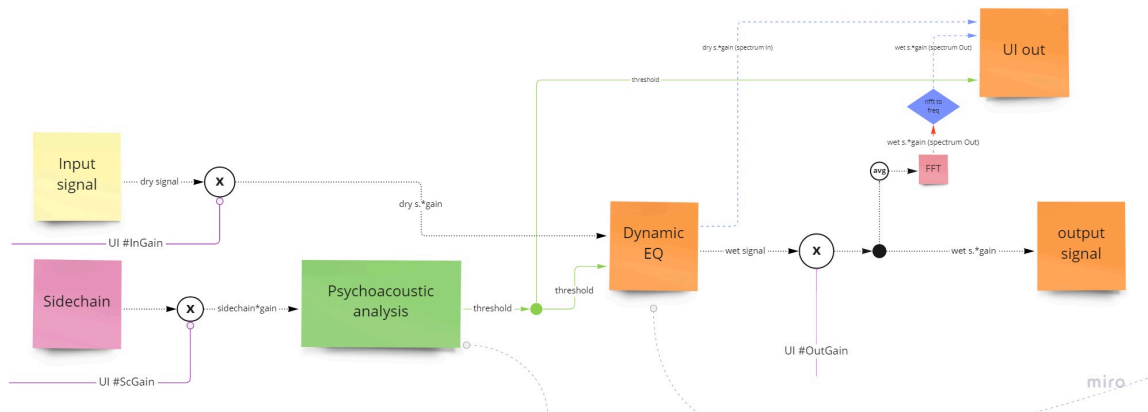 dry s.*gain (spectrum In)
wet s.*gain (spectrum Out)
UI out
threshold
nfft to
freq
wet s.*gain (spectrum Out)
Input
signal
dry signal
X
avg
FFT
dry s.*gain
UI #InGain
Dynamic
EQ
wet signal
X
wet s.*gain
output
signal
Sidechain
X
sidechain*gain
Psychoacoustic
analysis
threshold
threshold
UI #OutGain
UI #ScGain
miro